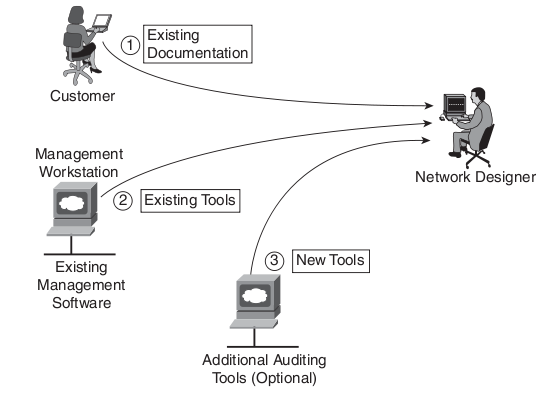 1
Existing
Documentation
Customer
Management
Workstation
Network Designer
2
Existing Tools
3
New Tools
Existing
Management
Software
Additional Auditing
Tools (Optional)